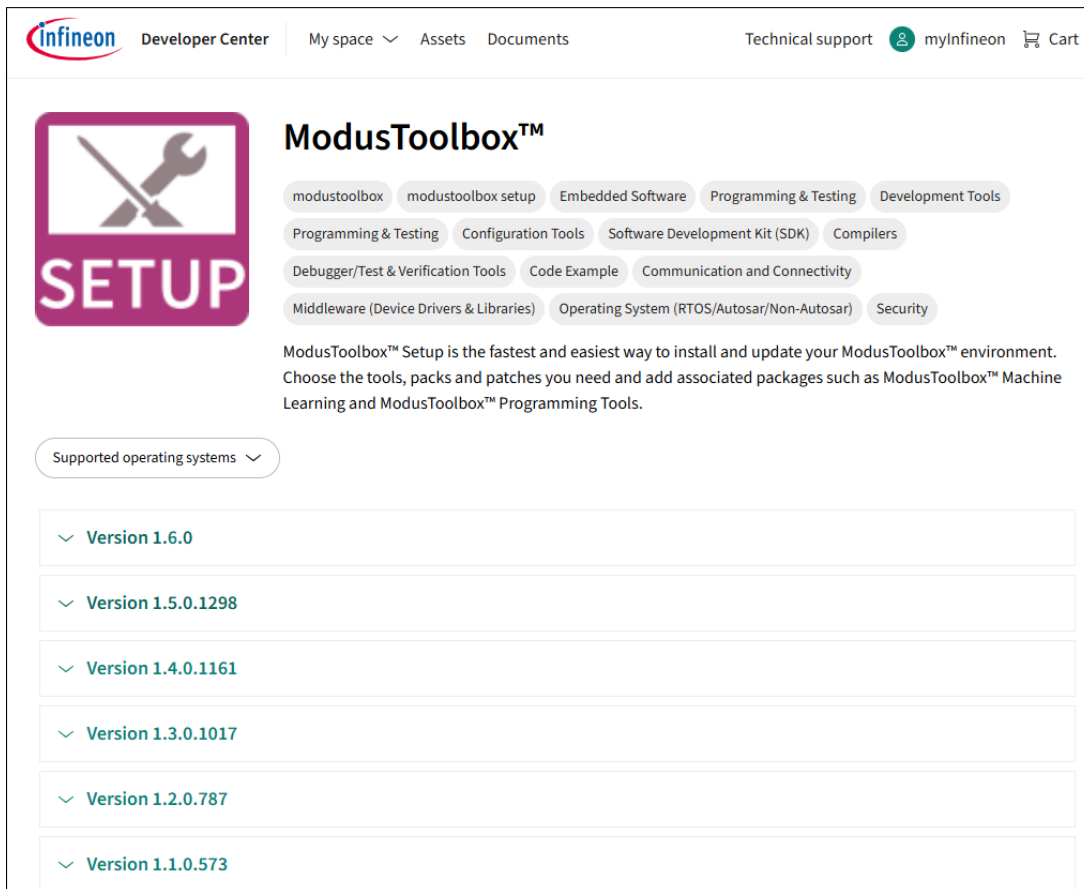 infineon Developer Center My space Assets Documents Technical support myInfineon Cart
SETUP
ModusToolbox™
modustoolbox modustoolbox setup Embedded Software Programming & Testing Development Tools
Programming & Testing Configuration Tools Software Development Kit (SDK) Compilers
Debugger/Test & Verification Tools Code Example Communication and Connectivity
Middleware (Device Drivers & Libraries) Operating System (RTOS/Autosar/Non-Autosar) Security
ModusToolbox™ Setup is the fastest and easiest way to install and update your ModusToolbox™ environment.
Choose the tools, packs and patches you need and add associated packages such as ModusToolbox™ Machine
Learning and ModusToolbox™ Programming Tools.
Supported operating systems
Version 1.6.0
Version 1.5.0.1298
Version 1.4.0.1161
Version 1.3.0.1017
Version 1.2.0.787
Version 1.1.0.573